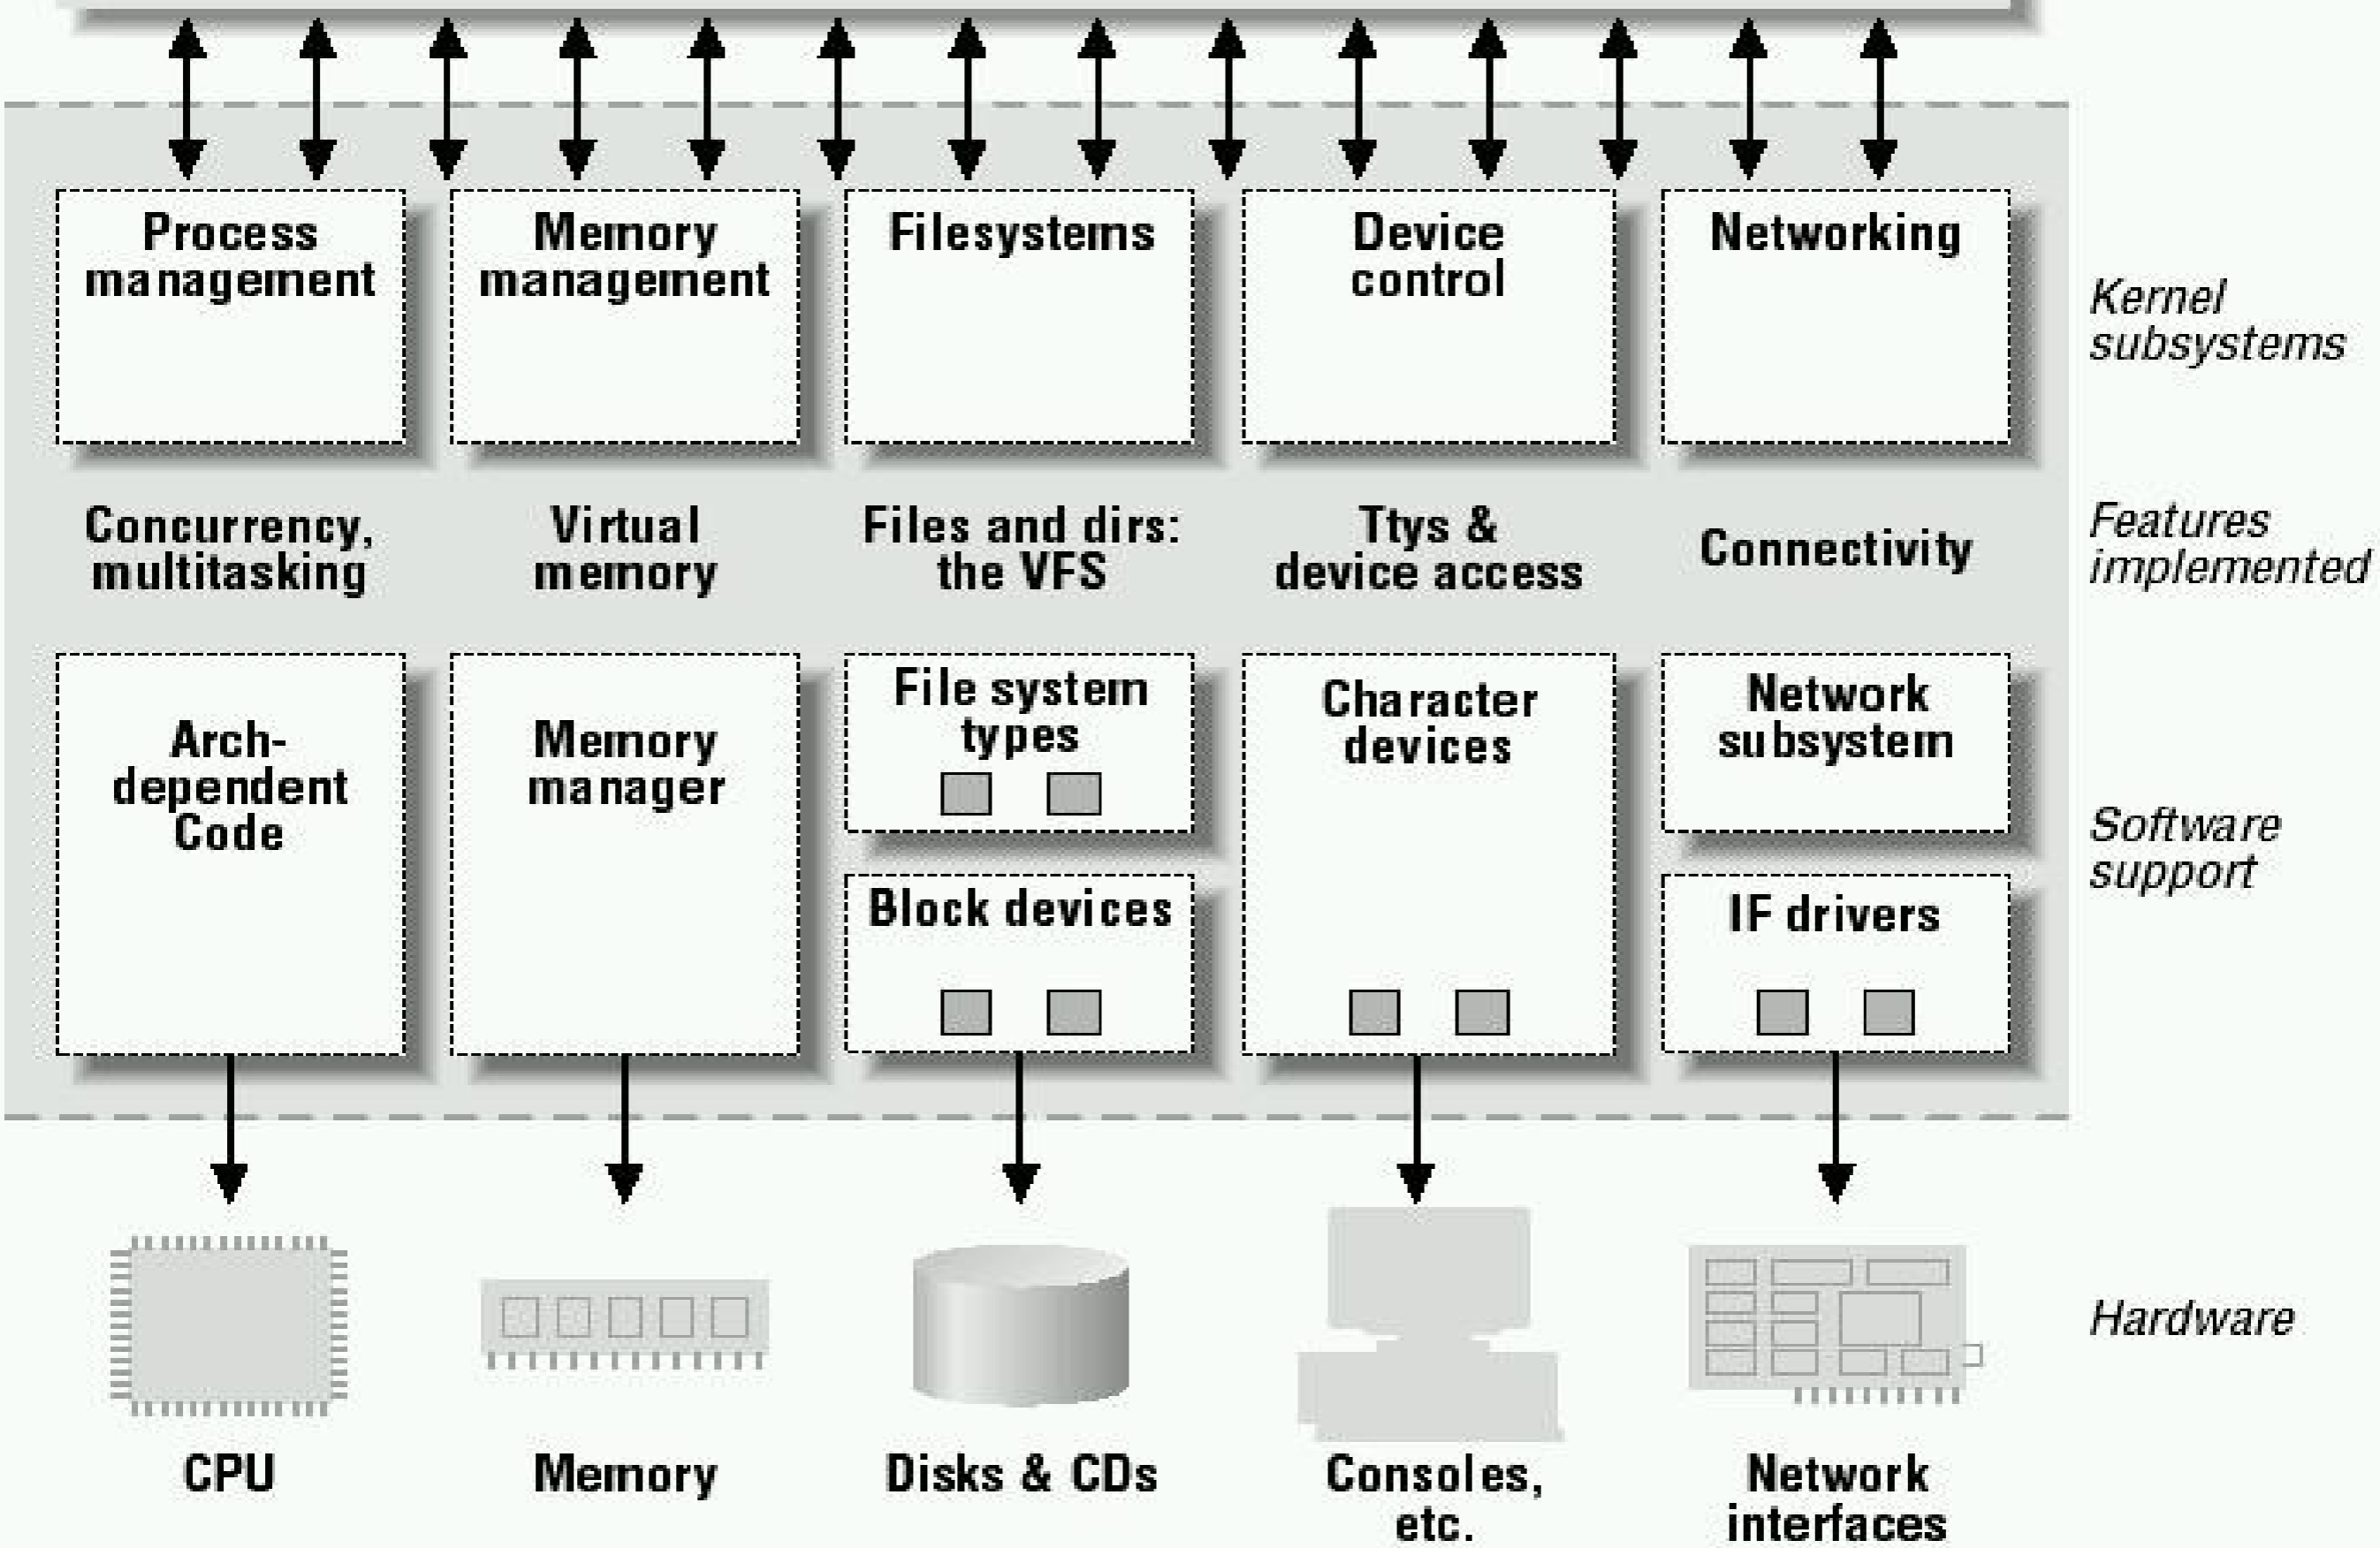 Process
management
Memory
management
Filesystems
Device
control
Networking
Kernel
subsystems
Concurrency,
multitasking
Virtual
memory
Files and dirs:
the VFS
Ttys &
device access
Connectivity
Features
implemented
Arch-
dependent
Code
Memory
manager
File system
types
Block devices
Character
devices
Network
subsystem
IF drivers
Software
support
CPU
Memory
Disks & CDs
Consoles,
etc.
Network
interfaces
Hardware